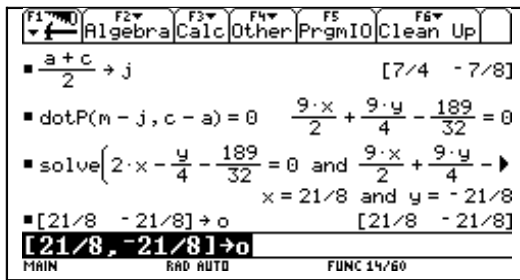 F1 F2 F3 F4 F5 F6
Algebra Calc Other PrgmIO Clean Up
▪ (a + c)/2 → j [7/4 -7/8]
▪ dotP(m - j, c - a) = 0 9·x/2 + 9·y/4 - 189/32 = 0
▪ solve(2·x - y/4 - 189/32 = 0 and 9·x/2 + 9·y/4 - ▶
x = 21/8 and y = -21/8
▪ [21/8 -21/8] → o [21/8 -21/8]
[21/8,-21/8]→o
MAIN RAD AUTO FUNC 14/60